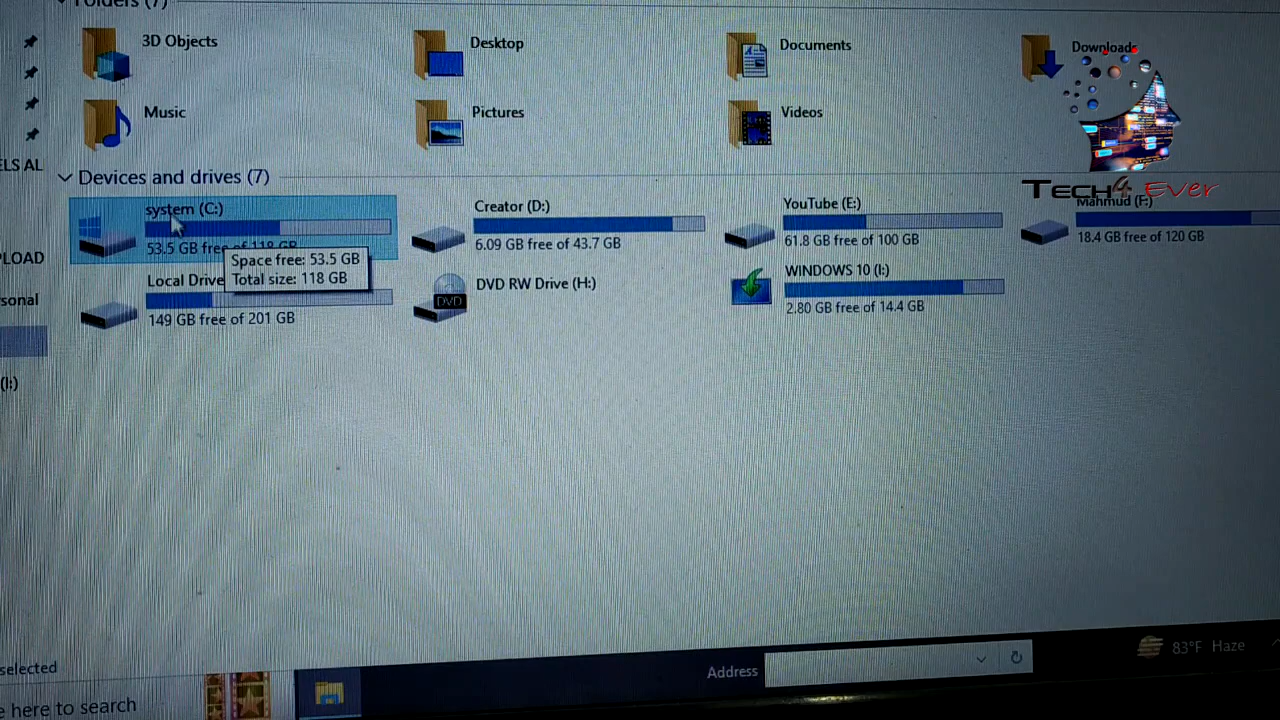 Folders (7)
3D Objects
Desktop
Documents
Downloads
Music
Pictures
Videos
TECH4 Ever
ELS AL
Devices and drives (7)
system (C:)
53.5 GB free of 118 GB
Space free: 53.5 GB
Total size: 118 GB
Creator (D:)
6.09 GB free of 43.7 GB
YouTube (E:)
61.8 GB free of 100 GB
Mahmud (F:)
18.4 GB free of 120 GB
PLOAD
Local Drive
149 GB free of 201 GB
DVD RW Drive (H:)
DVD
WINDOWS 10 (I:)
2.80 GB free of 14.4 GB
rsonal
(I:)
selected
Address
83°F Haze
e here to search